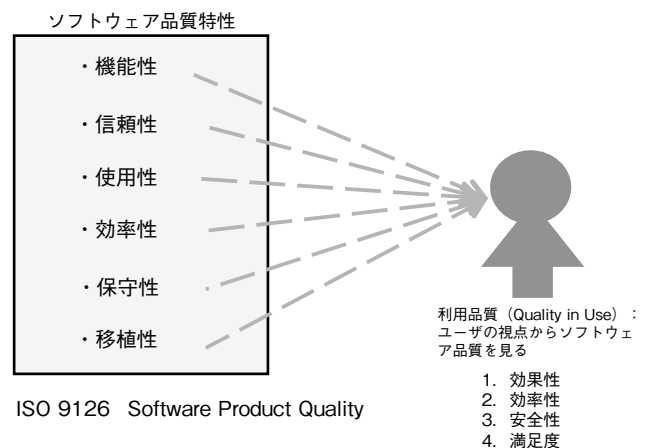 ソフトウェア品質特性
・機能性
・信頼性
・使用性
・効率性
・保守性
・移植性
利用品質（Quality in Use）：
ユーザの視点からソフトウェ
ア品質を見る
1. 効果性
2. 効率性
3. 安全性
4. 満足度
ISO 9126 Software Product Quality